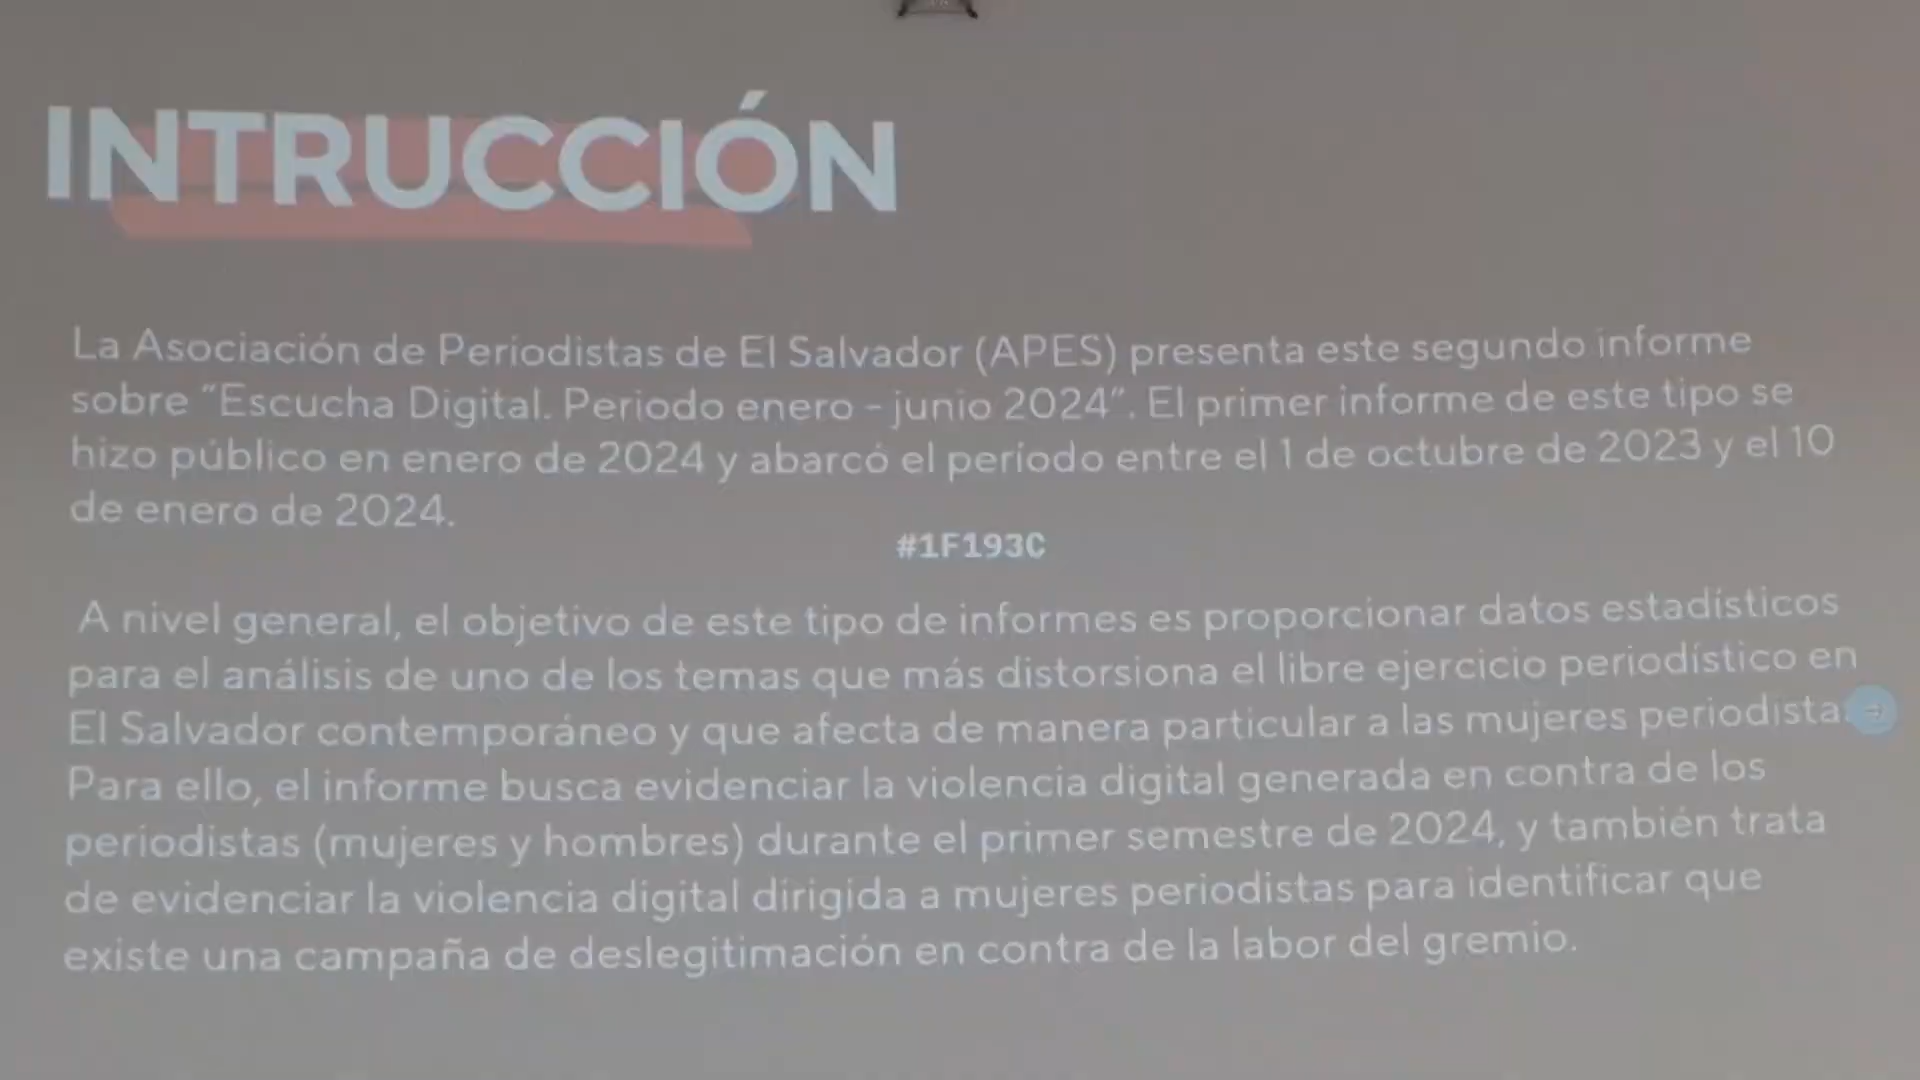 INTRUCCIÓN
La Asociación de Periodistas de El Salvador (APES) presenta este segundo informe
sobre "Escucha Digital. Periodo enero - junio 2024". El primer informe de este tipo se
hizo público en enero de 2024 y abarcó el período entre el 1 de octubre de 2023 y el 10
de enero de 2024.
#1F193C
A nivel general, el objetivo de este tipo de informes es proporcionar datos estadísticos
para el análisis de uno de los temas que más distorsiona el libre ejercicio periodístico en
El Salvador contemporáneo y que afecta de manera particular a las mujeres periodistas
Para ello, el informe busca evidenciar la violencia digital generada en contra de los
periodistas (mujeres y hombres) durante el primer semestre de 2024, y también trata
de evidenciar la violencia digital dirigida a mujeres periodistas para identificar que
existe una campaña de deslegitimación en contra de la labor del gremio.